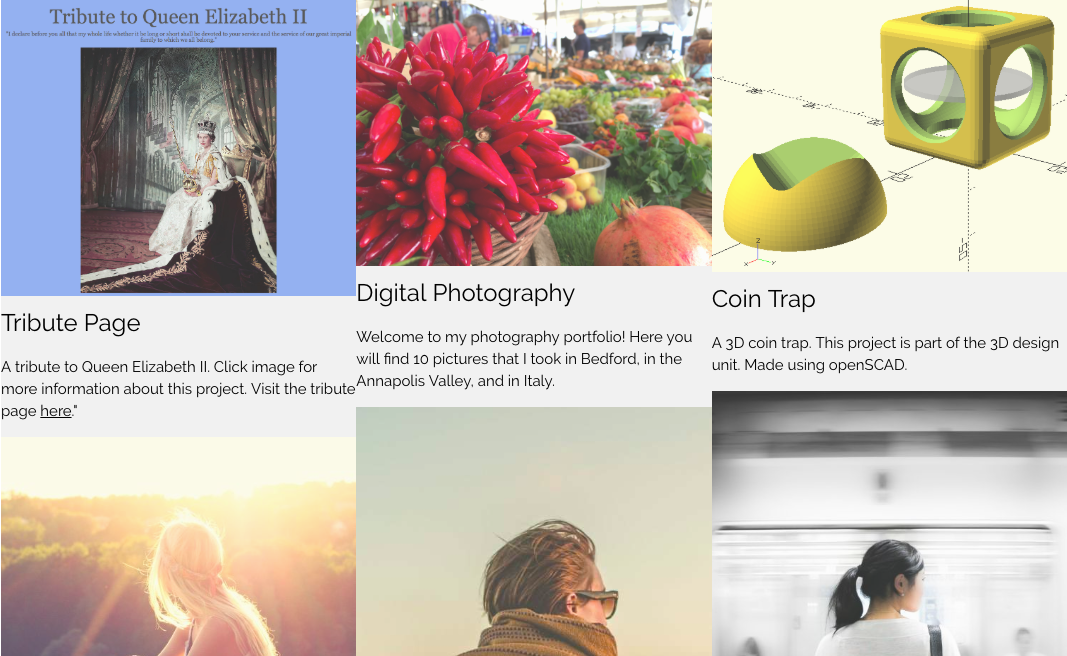 Tribute to Queen Elizabeth II
"I declare before you all that my whole life whether it be long or short shall be devoted to your service and the service of our great imperial
family to which we all belong."
Tribute Page
A tribute to Queen Elizabeth II. Click image for
more information about this project. Visit the tribute
page here."
Digital Photography
Welcome to my photography portfolio! Here you
will find 10 pictures that I took in Bedford, in the
Annapolis Valley, and in Italy.
Coin Trap
A 3D coin trap. This project is part of the 3D design
unit. Made using openSCAD.